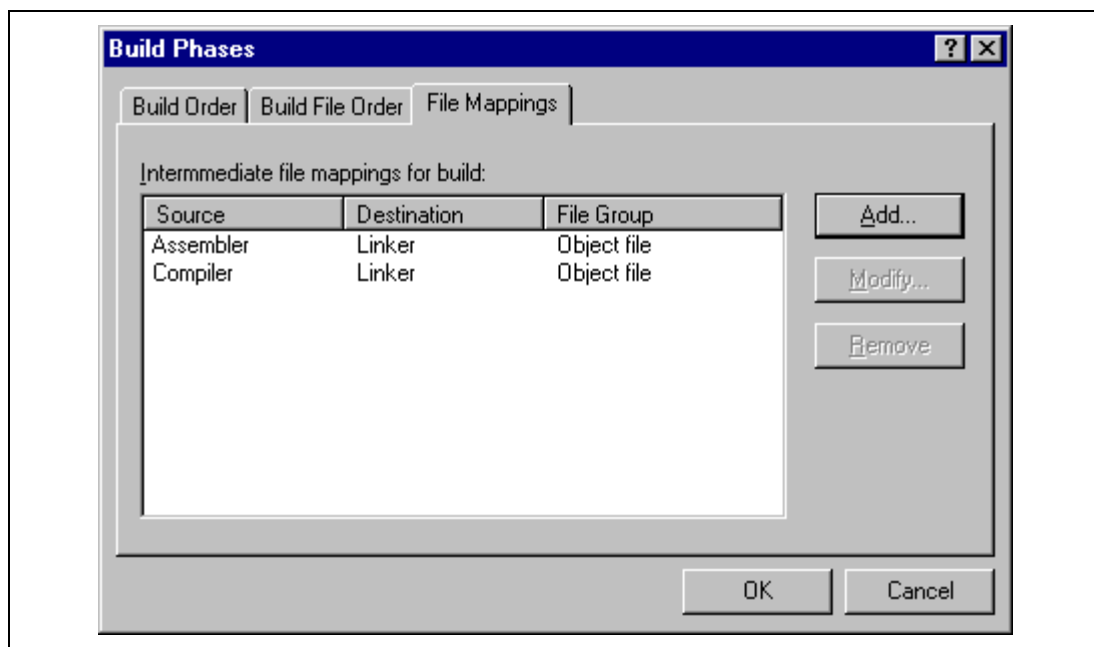 Build Phases
Build Order Build File Order File Mappings
Intermmediate file mappings for build:
Source Destination File Group
Assembler Linker Object file
Compiler Linker Object file
Add...
Modify...
Remove
OK Cancel